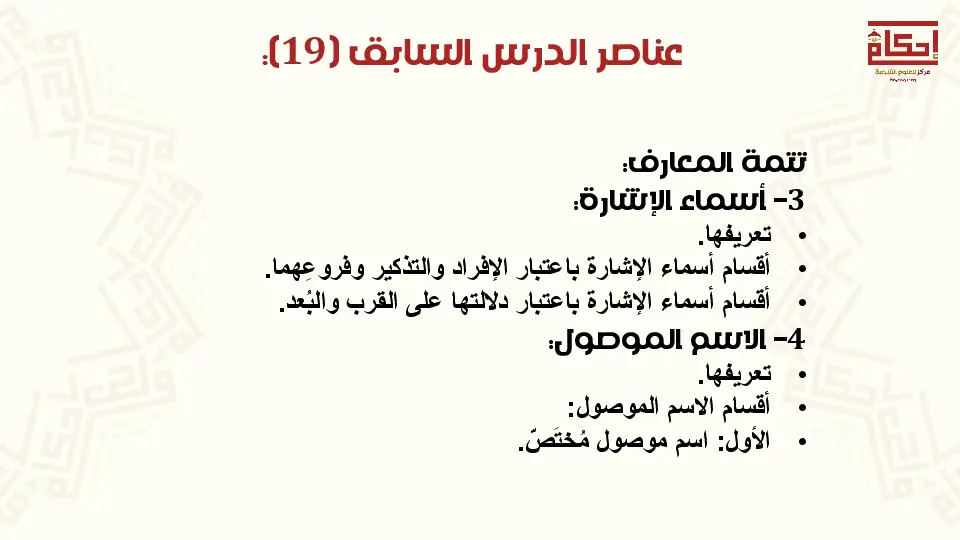 عناصر الدرس السابق (19):
إحكام
مركز للعلوم الشرعية
تتمة المعارف:
3- أسماء الإشارة:
• تعريفها.
• أقسام أسماء الإشارة باعتبار الإفراد والتذكير وفروعِهما.
• أقسام أسماء الإشارة باعتبار دلالتها على القرب والبُعد.
4- الاسم الموصول:
• تعريفها.
• أقسام الاسم الموصول:
• الأول: اسم موصول مُختَصّ.